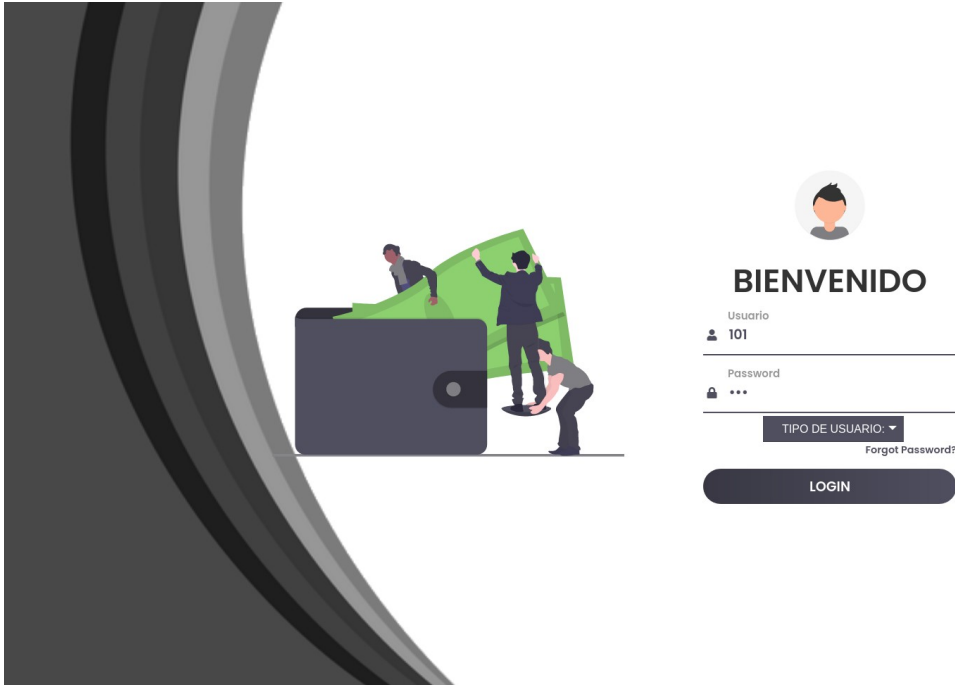 BIENVENIDO
Usuario
101
Password
•••
TIPO DE USUARIO:
Forgot Password?
LOGIN